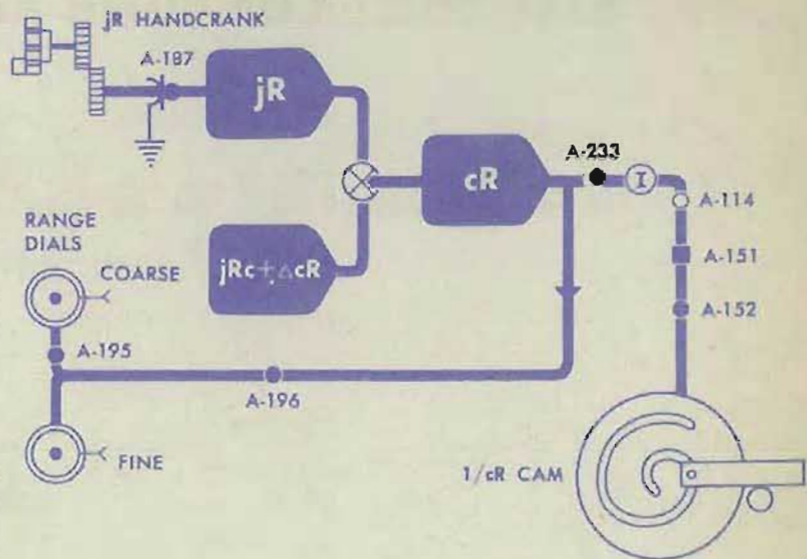 jR HANDCRANK
A-187
jR
A-233
cR
I
A-114
RANGE
DIALS
COARSE
jRc+△cR
A-151
A-152
A-195
A-196
FINE
1/cR CAM